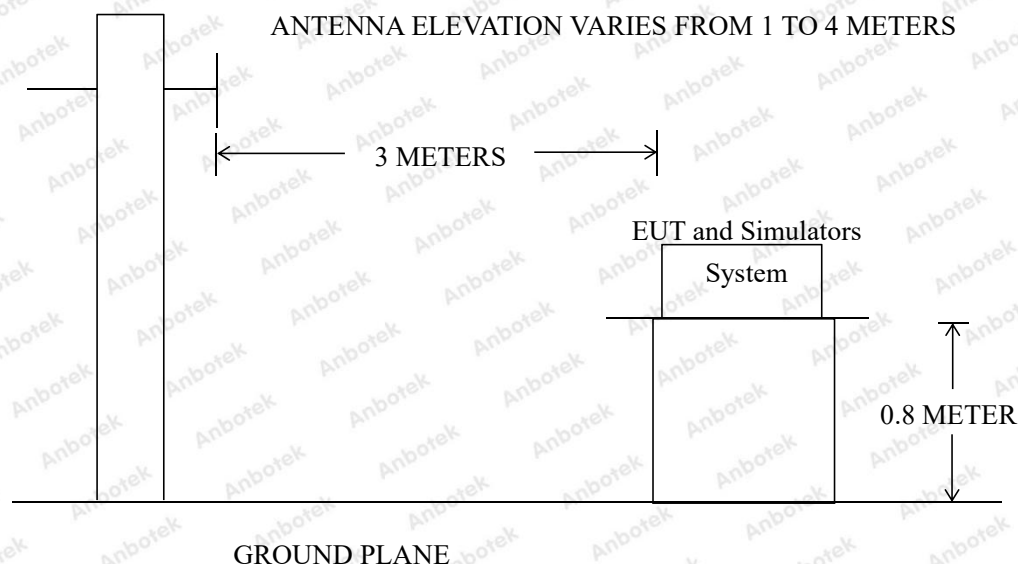 ANTENNA ELEVATION VARIES FROM 1 TO 4 METERS
3 METERS
EUT and Simulators
System
0.8 METER
GROUND PLANE
Anbotek